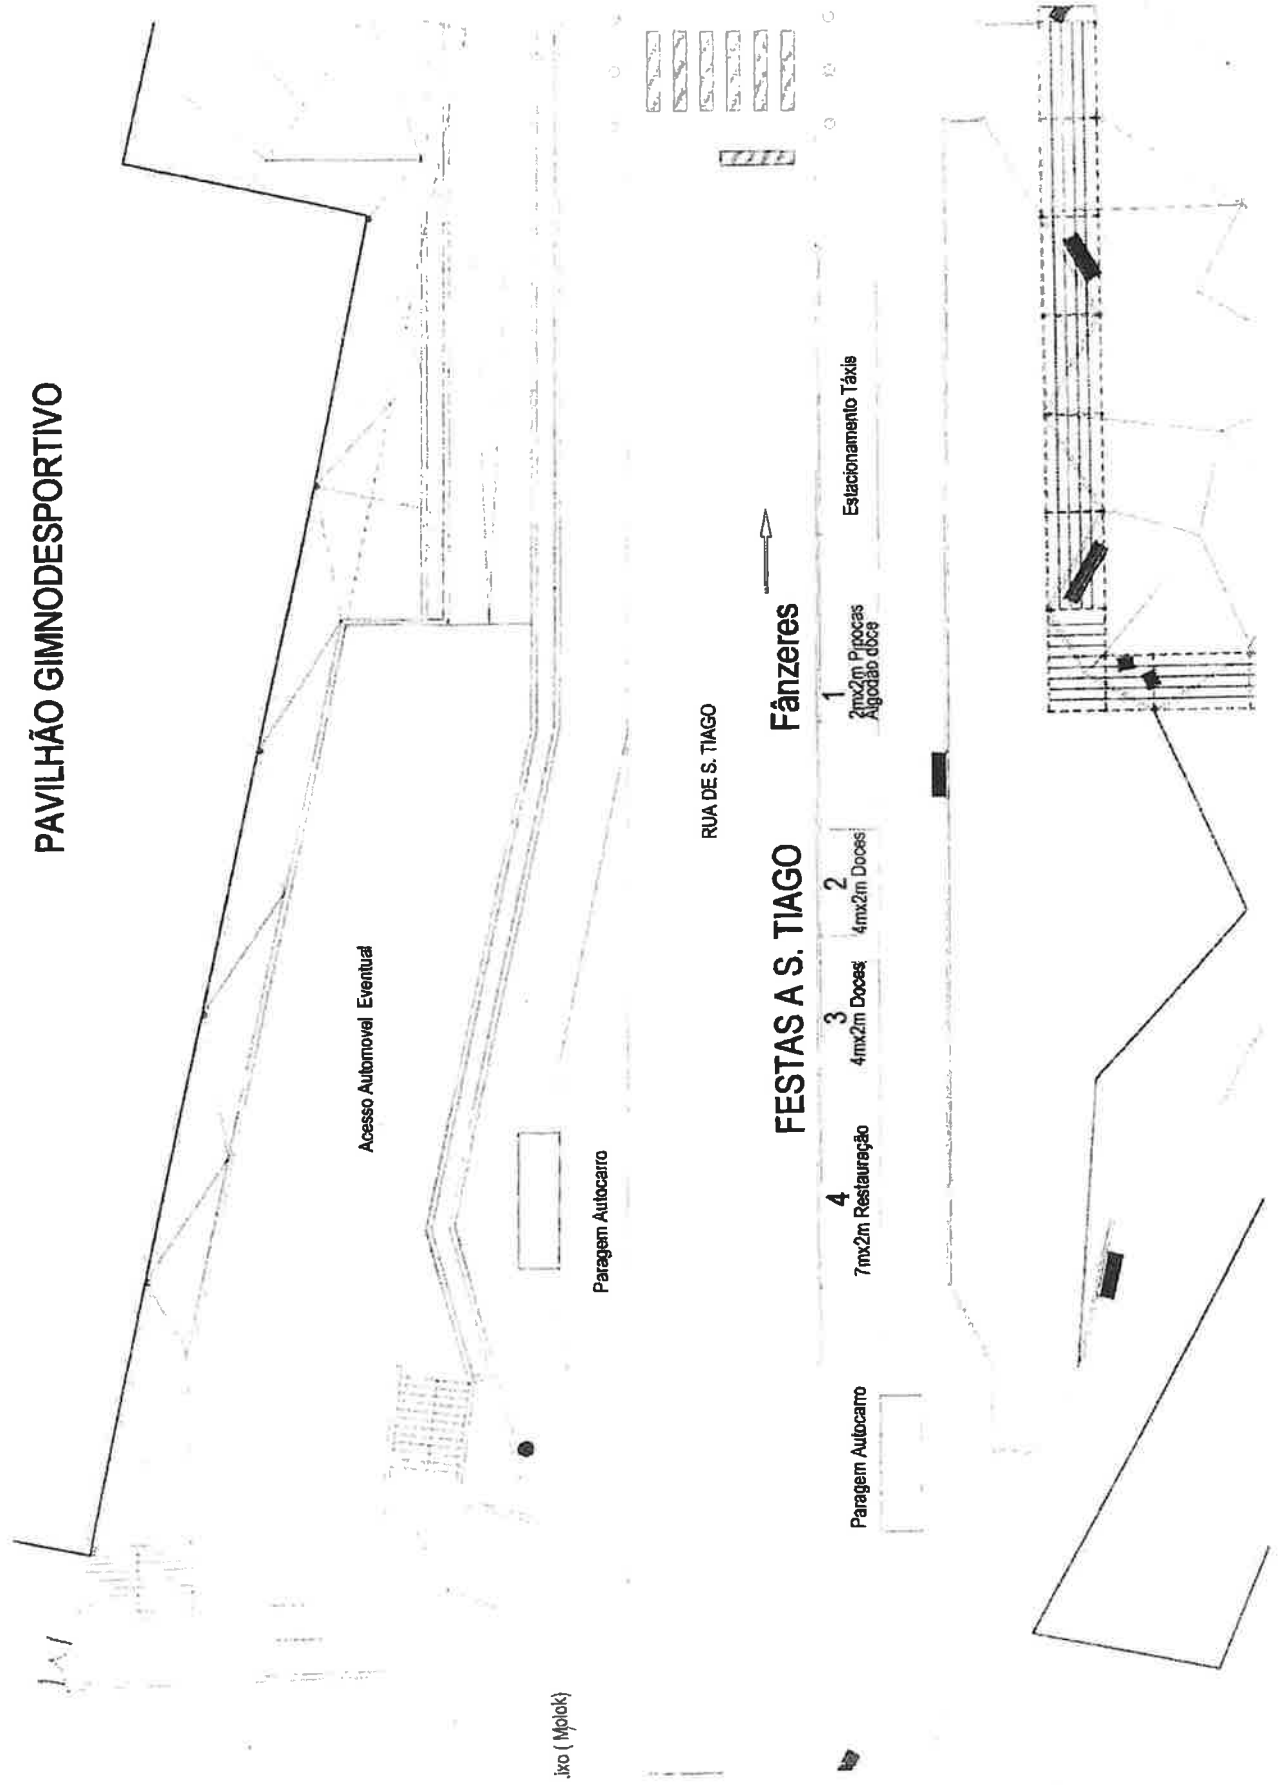 PAVILHÃO GIMNODESPORTIVO
Acesso Automovel Eventual
Paragem Autocarro
.ixo ( Molok)
RUA DE S. TIAGO
FESTAS A S. TIAGO
Fânzeres
4
7mx2m Restauração
3
4mx2m Doces
2
4mx2m Doces
1
2mx2m Pipocas
Algodão doce
Estacionamento Táxis
Paragem Autocarro